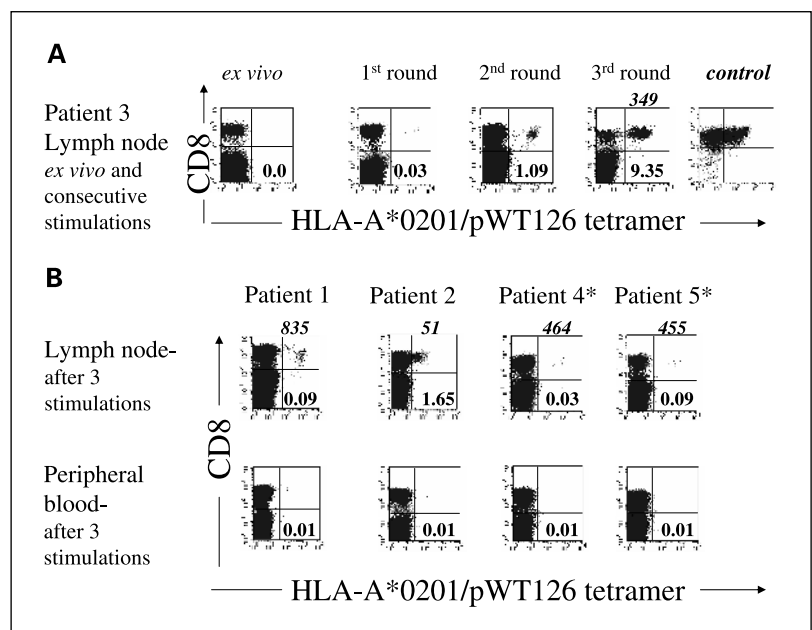 A
ex vivo 1st round 2nd round 3rd round control
349
Patient 3
Lymph node
ex vivo and
consecutive
stimulations
CD8
0.0 0.03 1.09 9.35
HLA-A*0201/pWT126 tetramer
B
Patient 1 Patient 2 Patient 4* Patient 5*
835 51 464 455
Lymph node-
after 3
stimulations
0.09 1.65 0.03 0.09
CD8
Peripheral
blood-
after 3
stimulations
0.01 0.01 0.01 0.01
HLA-A*0201/pWT126 tetramer